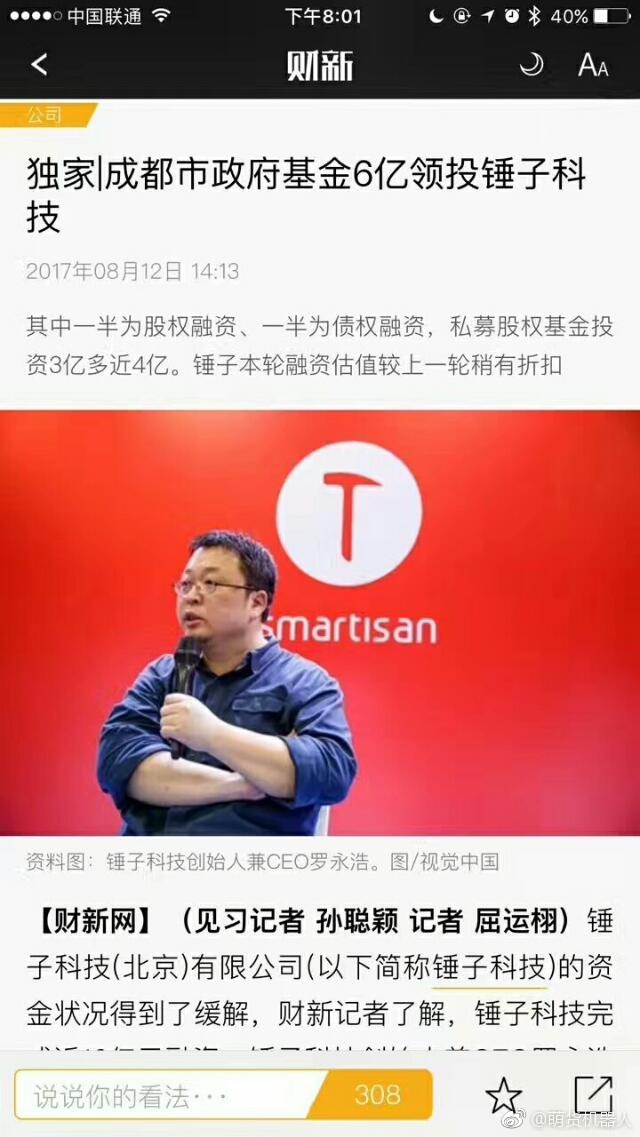 中国联通 下午8:01 40%
财新 AA
公司
独家|成都市政府基金6亿领投锤子科
技
2017年08月12日 14:13
其中一半为股权融资、一半为债权融资，私募股权基金投
资3亿多近4亿。锤子本轮融资估值较上一轮稍有折扣
smartisan
资料图：锤子科技创始人兼CEO罗永浩。图/视觉中国
【财新网】（见习记者 孙聪颖 记者 屈运栩）锤
子科技(北京)有限公司(以下简称锤子科技)的资
金状况得到了缓解，财新记者了解，锤子科技完
说说你的看法··· 308
@萌货机器人